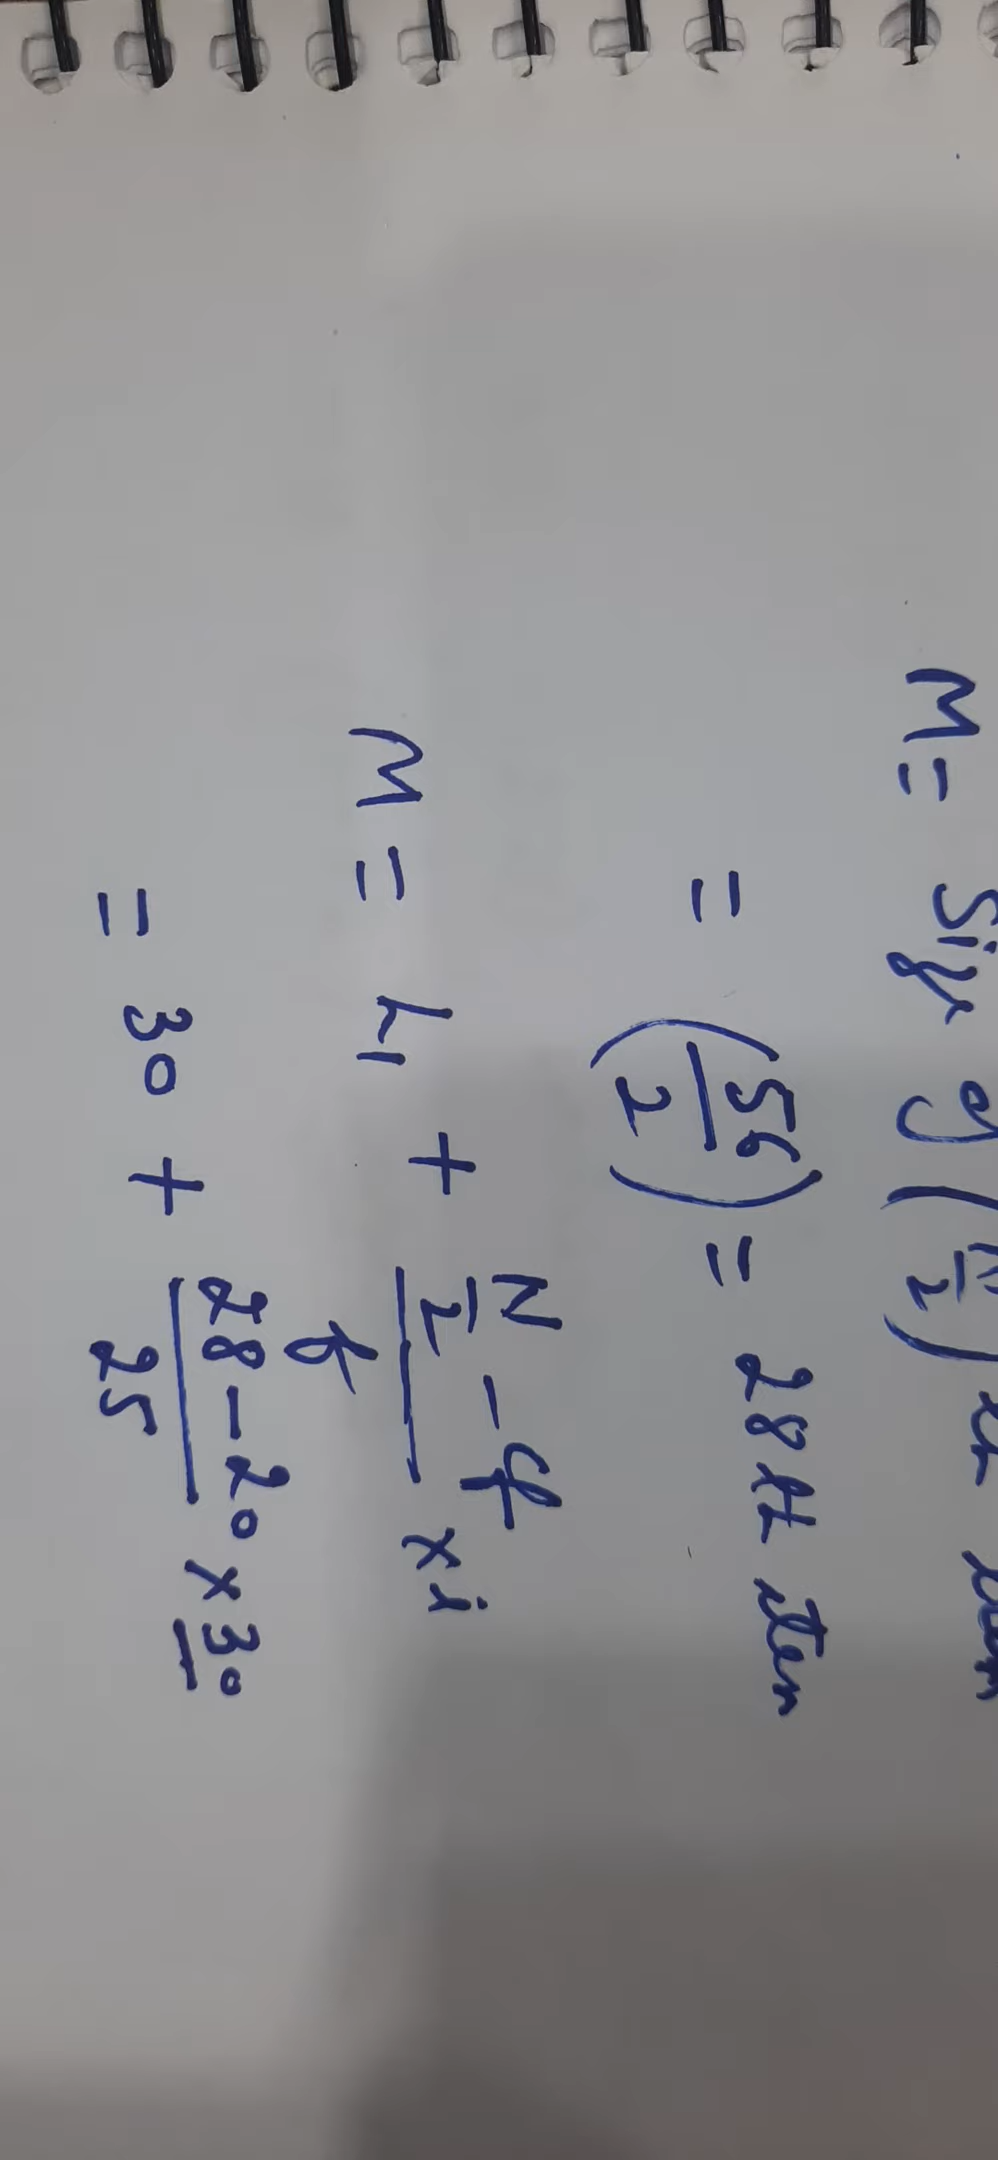 M = Size of (N/2) th item
= (56/2) = 28th item
M = L1 + N/2 - cf / f x i
= 30 + 28 - 20 / 25 x 30